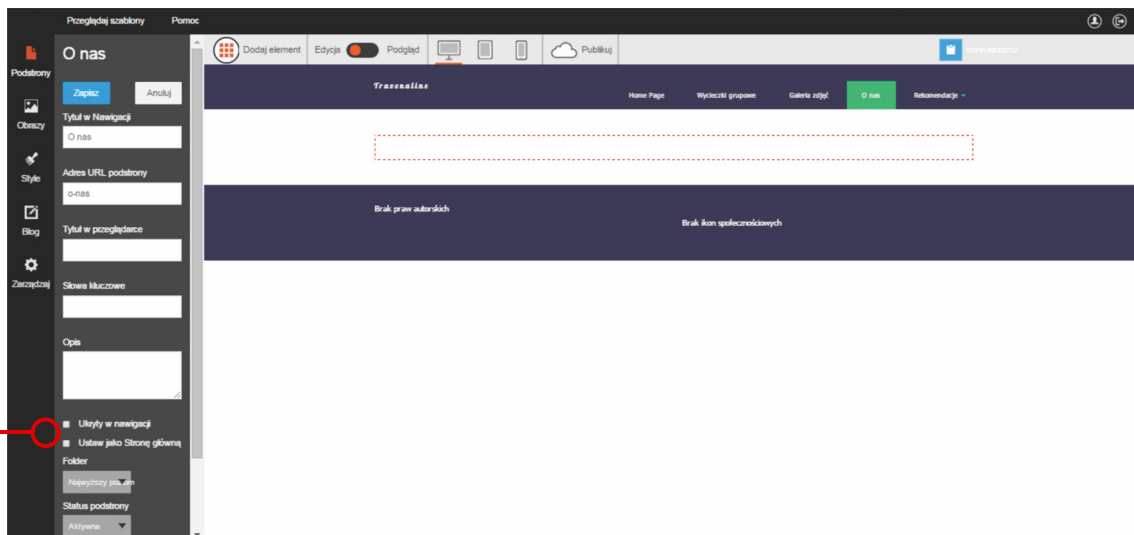 Przeglądaj szablony Pomoc
O nas
Dodaj element Edycja Podgląd Publikuj
Podstrony
Zapisz Anuluj
Travenaline
Home Page Wycieczki grupowe Galeria zdjęć O nas Rekomendacje
Obrazy
Tytuł w Nawigacji
O nas
Style
Adres URL podstrony
o-nas
Blog
Brak praw autorskich
Tytuł w przeglądarce
Brak ikon społecznościowych
Zarządzaj
Słowa kluczowe
Opis
Ukryty w nawigacji
Ustaw jako Stronę główną
Folder
Najwyższy poziom
Status podstrony
Aktywna